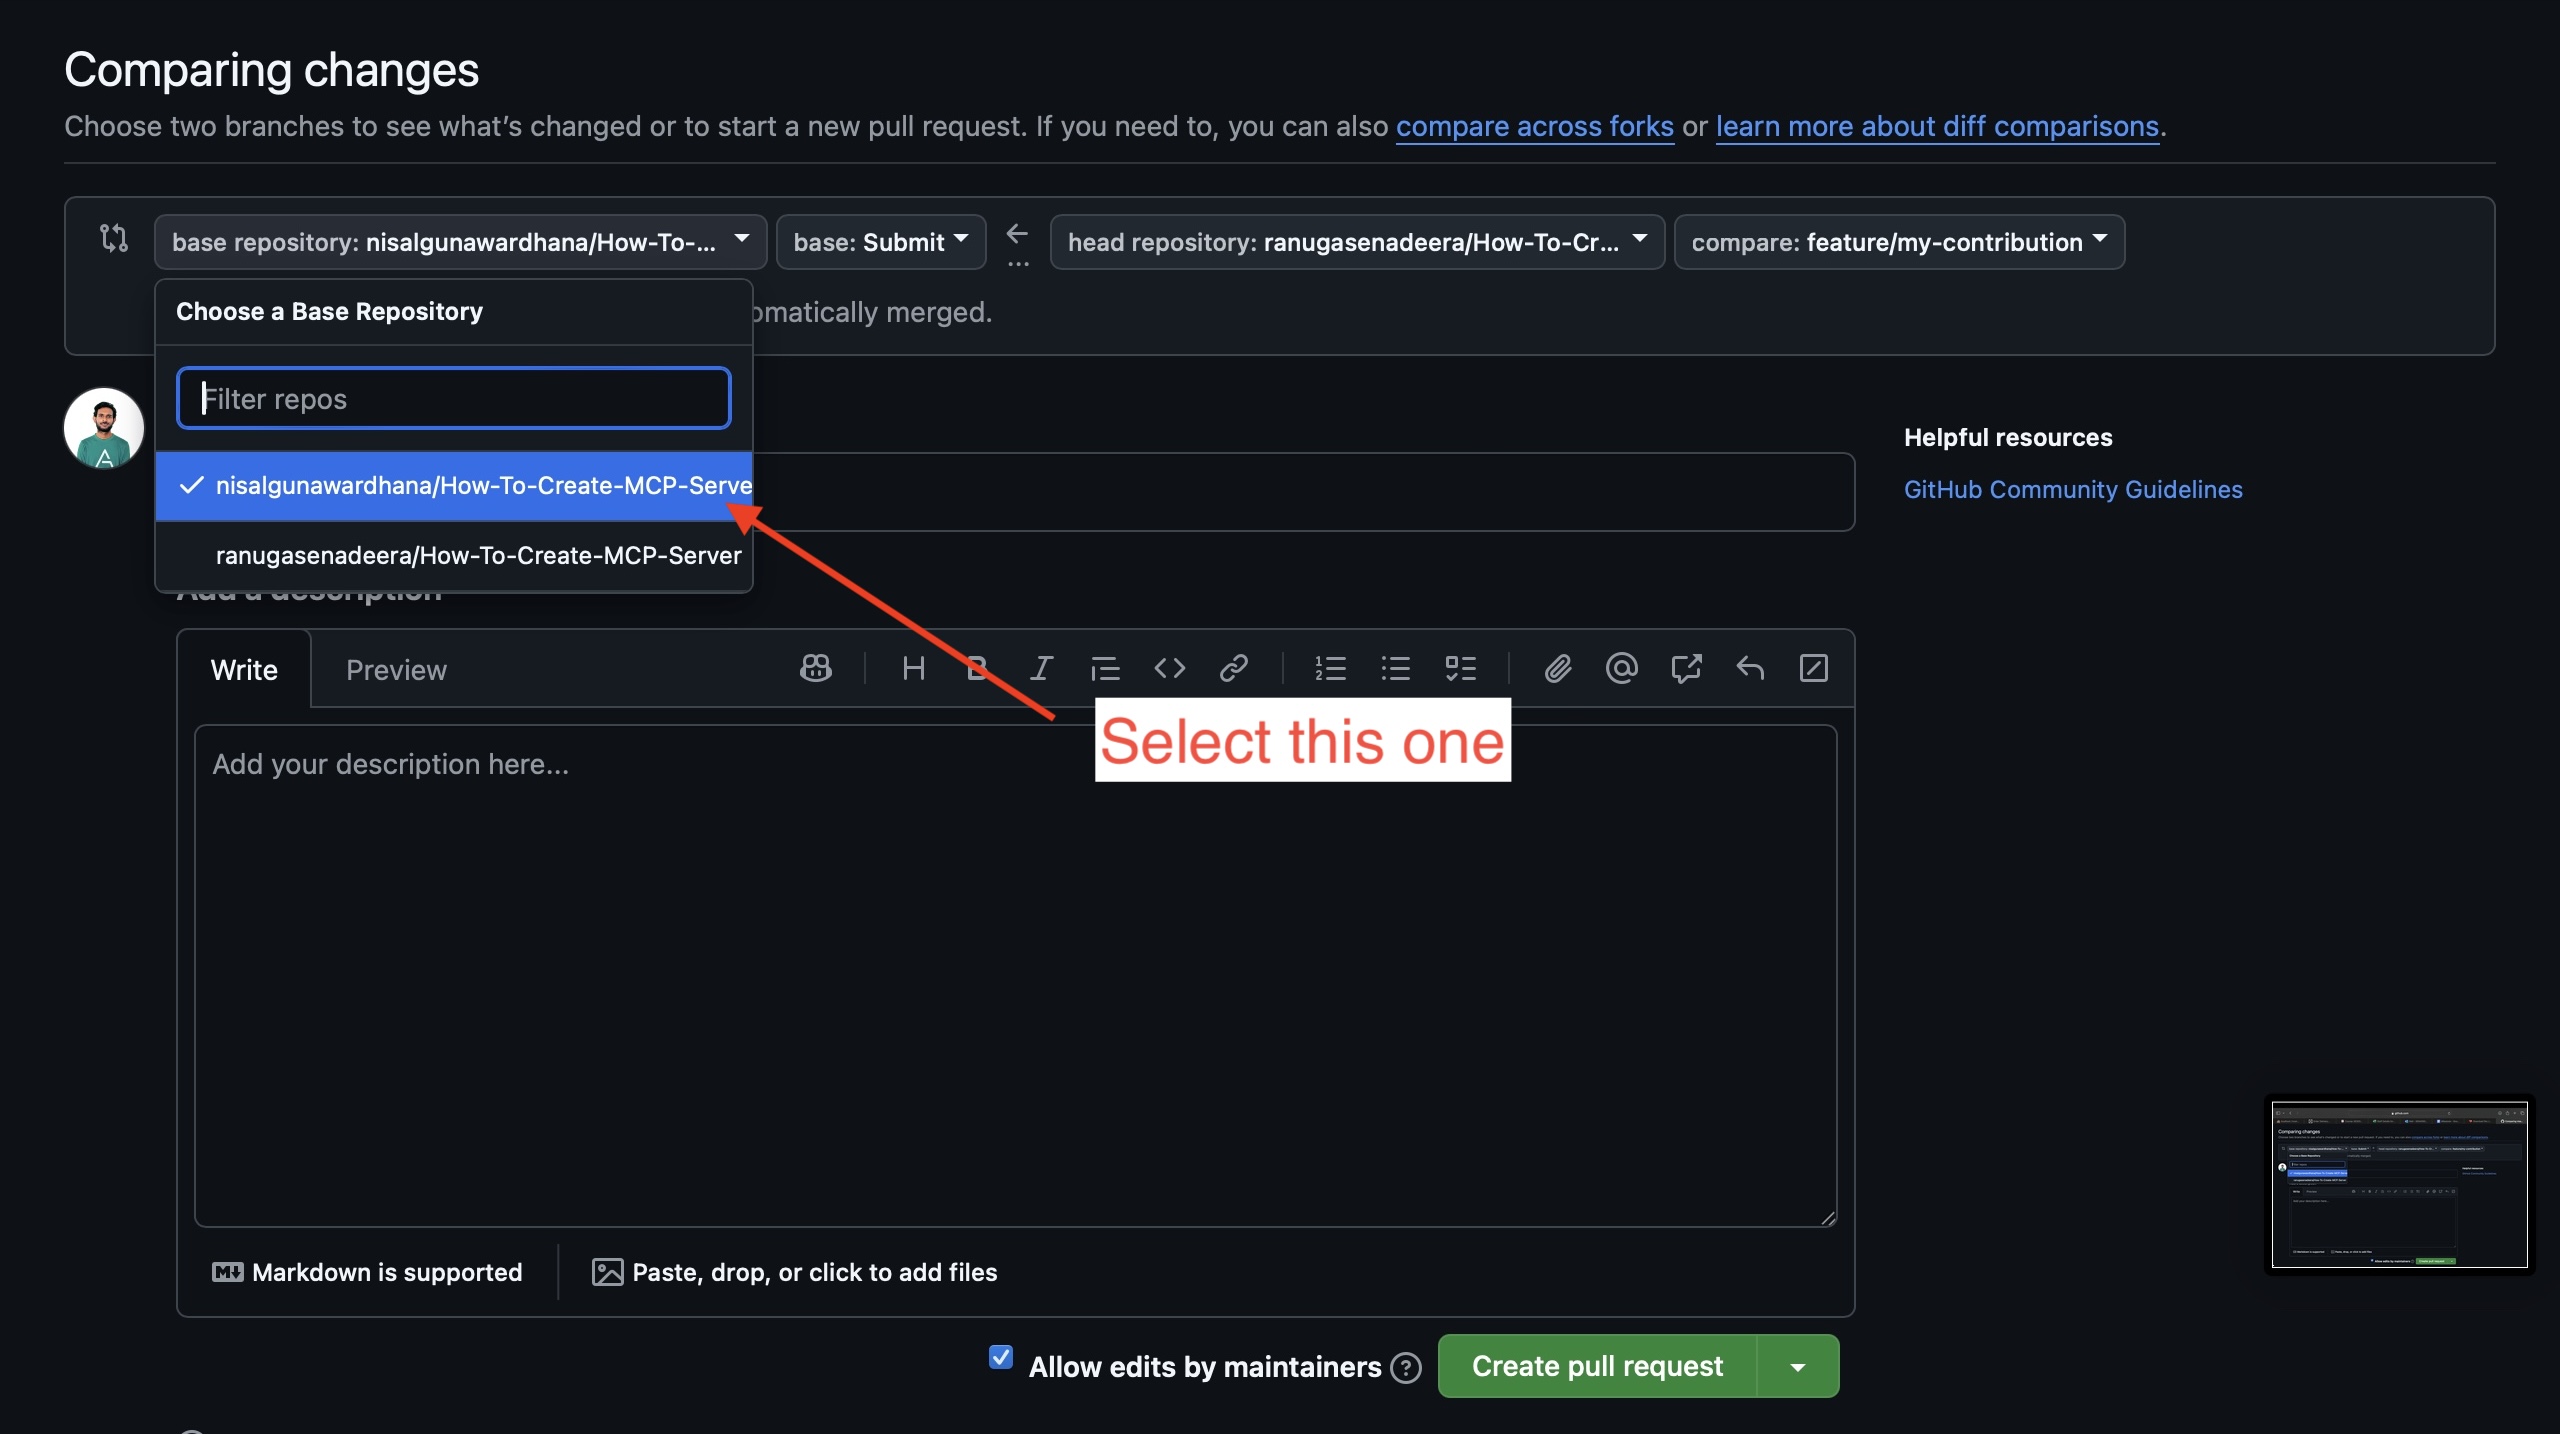 Comparing changes
Choose two branches to see what's changed or to start a new pull request. If you need to, you can also compare across forks or learn more about diff comparisons.
base repository: nisalgunawardhana/How-To-... base: Submit head repository: ranugasenadeera/How-To-Cr... compare: feature/my-contribution
Choose a Base Repository
omatically merged.
Filter repos
nisalgunawardhana/How-To-Create-MCP-Serve
ranugasenadeera/How-To-Create-MCP-Server
Helpful resources
GitHub Community Guidelines
Add a description
Write Preview
Select this one
Add your description here...
Markdown is supported
Paste, drop, or click to add files
Allow edits by maintainers
Create pull request